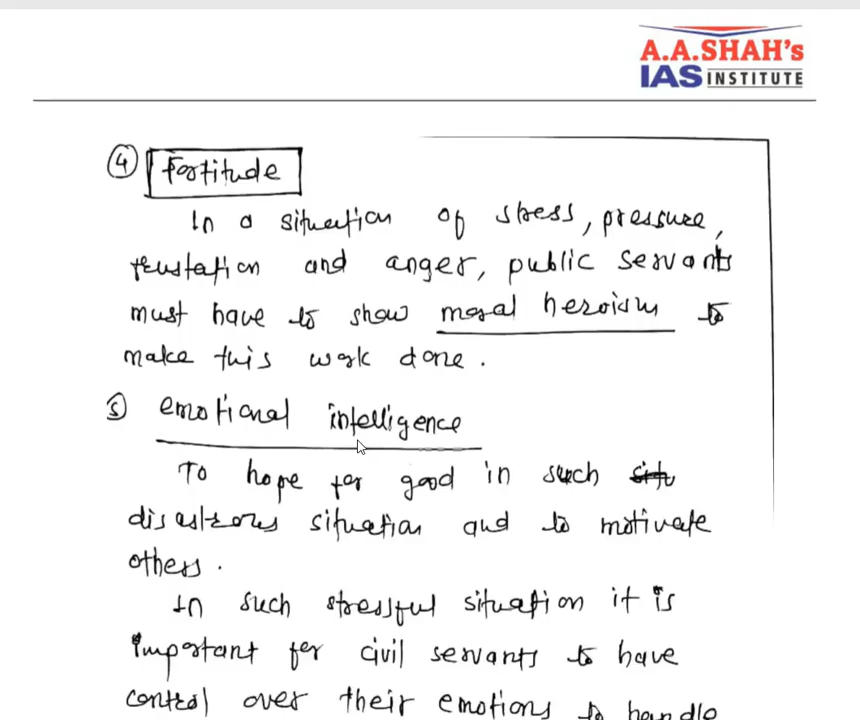 A.A.SHAH's
IAS INSTITUTE
4 Fortitude
In a situation of stress, pressure,
frustation and anger, public servants
must have to show moral heroism to
make this work done.
5 emotional intelligence
To hope for good in such
disastrous situation and to motivate
others.
In such stressful situation it is
important for civil servants to have
control over their emotions to handle